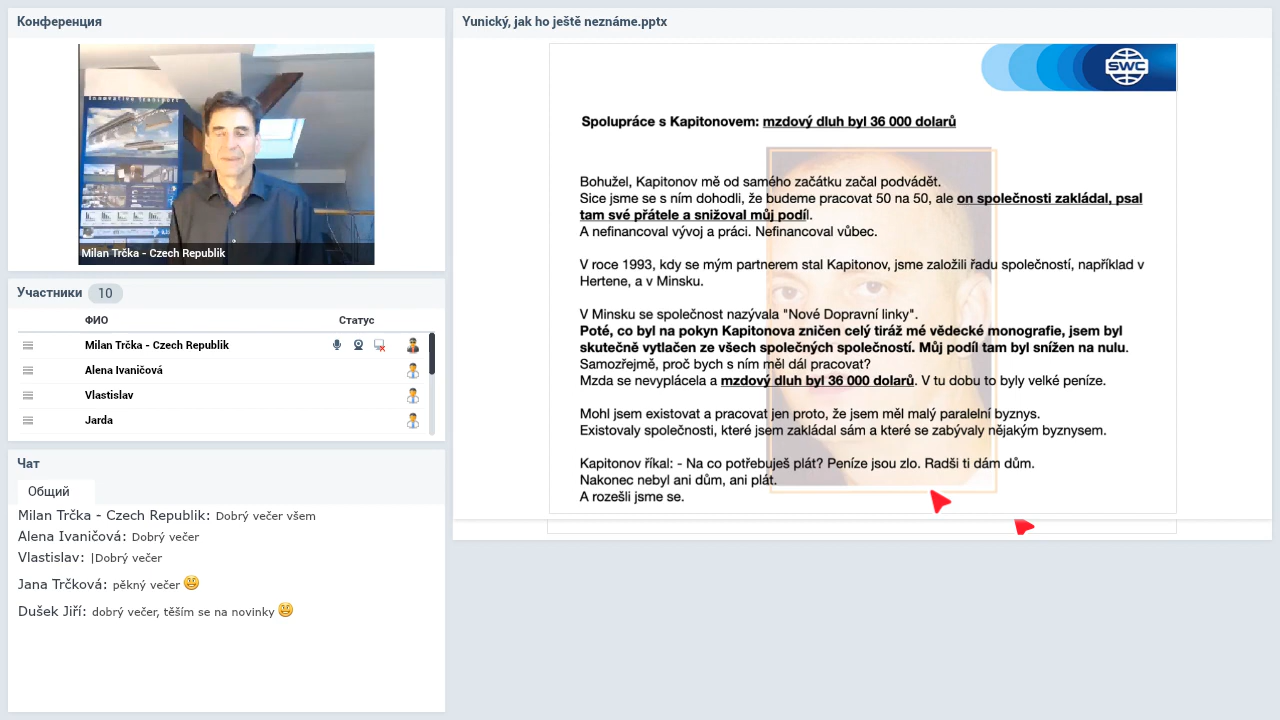 Конференция
Innovative transport
Milan Trčka - Czech Republik
Участники 10
ФИО Статус
Milan Trčka - Czech Republik
Alena Ivaničová
Vlastislav
Jarda
Чат
Общий
Milan Trčka - Czech Republik: Dobrý večer všem
Alena Ivaničová: Dobrý večer
Vlastislav: |Dobrý večer
Jana Trčková: pěkný večer
Dušek Jiří: dobrý večer, těším se na novinky
Yunický, jak ho ještě neznáme.pptx
SWC
Spolupráce s Kapitonovem: mzdový dluh byl 36 000 dolarů
Bohužel, Kapitonov mě od samého začátku začal podvádět.
Sice jsme se s ním dohodli, že budeme pracovat 50 na 50, ale on společnosti zakládal, psal
tam své přátele a snižoval můj podíl.
A nefinancoval vývoj a práci. Nefinancoval vůbec.
V roce 1993, kdy se mým partnerem stal Kapitonov, jsme založili řadu společností, například v
Hertene, a v Minsku.
V Minsku se společnost nazývala "Nové Dopravní linky".
Poté, co byl na pokyn Kapitonova zničen celý tiráž mé vědecké monografie, jsem byl
skutečně vytlačen ze všech společných společností. Můj podíl tam byl snížen na nulu.
Samozřejmě, proč bych s ním měl dál pracovat?
Mzda se nevyplácela a mzdový dluh byl 36 000 dolarů. V tu dobu to byly velké peníze.
Mohl jsem existovat a pracovat jen proto, že jsem měl malý paralelní byznys.
Existovaly společnosti, které jsem zakládal sám a které se zabývaly nějakým byznysem.
Kapitonov říkal: - Na co potřebuješ plát? Peníze jsou zlo. Radši ti dám dům.
Nakonec nebyl ani dům, ani plát.
A rozešli jsme se.